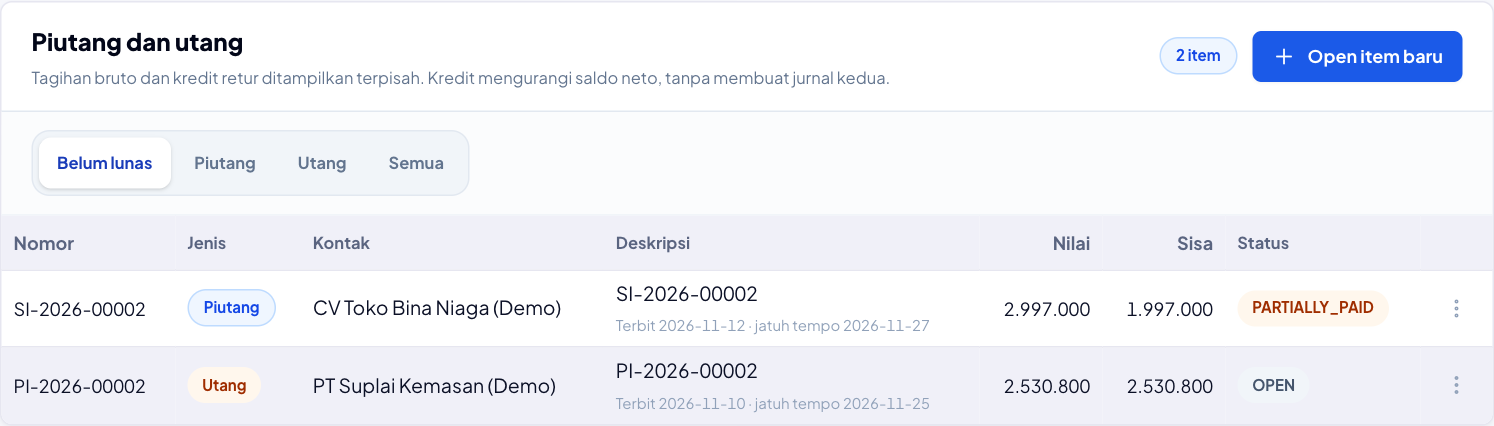 Piutang dan utang
Tagihan bruto dan kredit retur ditampilkan terpisah. Kredit mengurangi saldo neto, tanpa membuat jurnal kedua.
2 item
Open item baru
Belum lunas Piutang Utang Semua
Nomor Jenis Kontak Deskripsi Nilai Sisa Status
SI-2026-00002 Piutang CV Toko Bina Niaga (Demo) SI-2026-00002 2.997.000 1.997.000 PARTIALLY_PAID
Terbit 2026-11-12 · jatuh tempo 2026-11-27
PI-2026-00002 Utang PT Suplai Kemasan (Demo) PI-2026-00002 2.530.800 2.530.800 OPEN
Terbit 2026-11-10 · jatuh tempo 2026-11-25